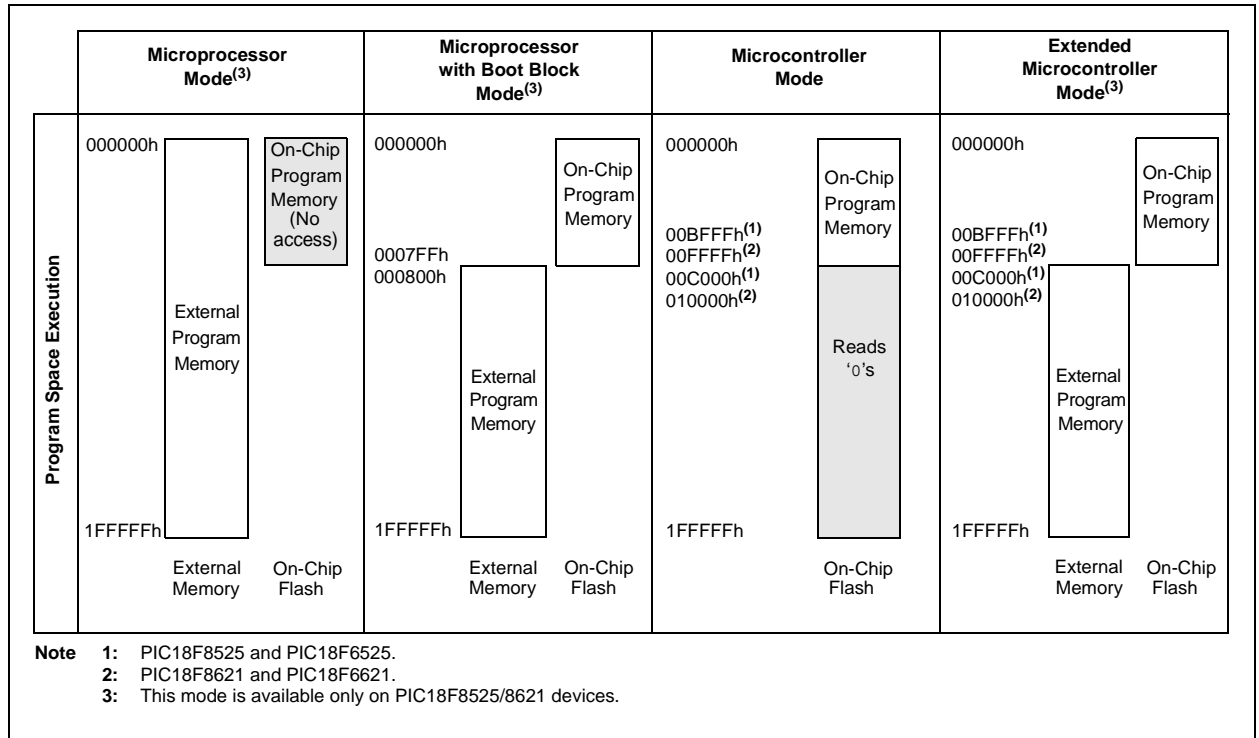 Microprocessor
Mode(3)
Microprocessor
with Boot Block
Mode(3)
Microcontroller
Mode
Extended
Microcontroller
Mode(3)
Program Space Execution
000000h
External
Program
Memory
1FFFFFh
External
Memory
On-Chip
Program
Memory
(No
access)
On-Chip
Flash
000000h
0007FFh
000800h
1FFFFFh
External
Program
Memory
External
Memory
On-Chip
Program
Memory
On-Chip
Flash
000000h
00BFFFh(1)
00FFFFh(2)
00C000h(1)
010000h(2)
1FFFFFh
On-Chip
Program
Memory
Reads
‘0’s
On-Chip
Flash
000000h
00BFFFh(1)
00FFFFh(2)
00C000h(1)
010000h(2)
1FFFFFh
External
Program
Memory
External
Memory
On-Chip
Program
Memory
On-Chip
Flash
Note 1: PIC18F8525 and PIC18F6525.
2: PIC18F8621 and PIC18F6621.
3: This mode is available only on PIC18F8525/8621 devices.